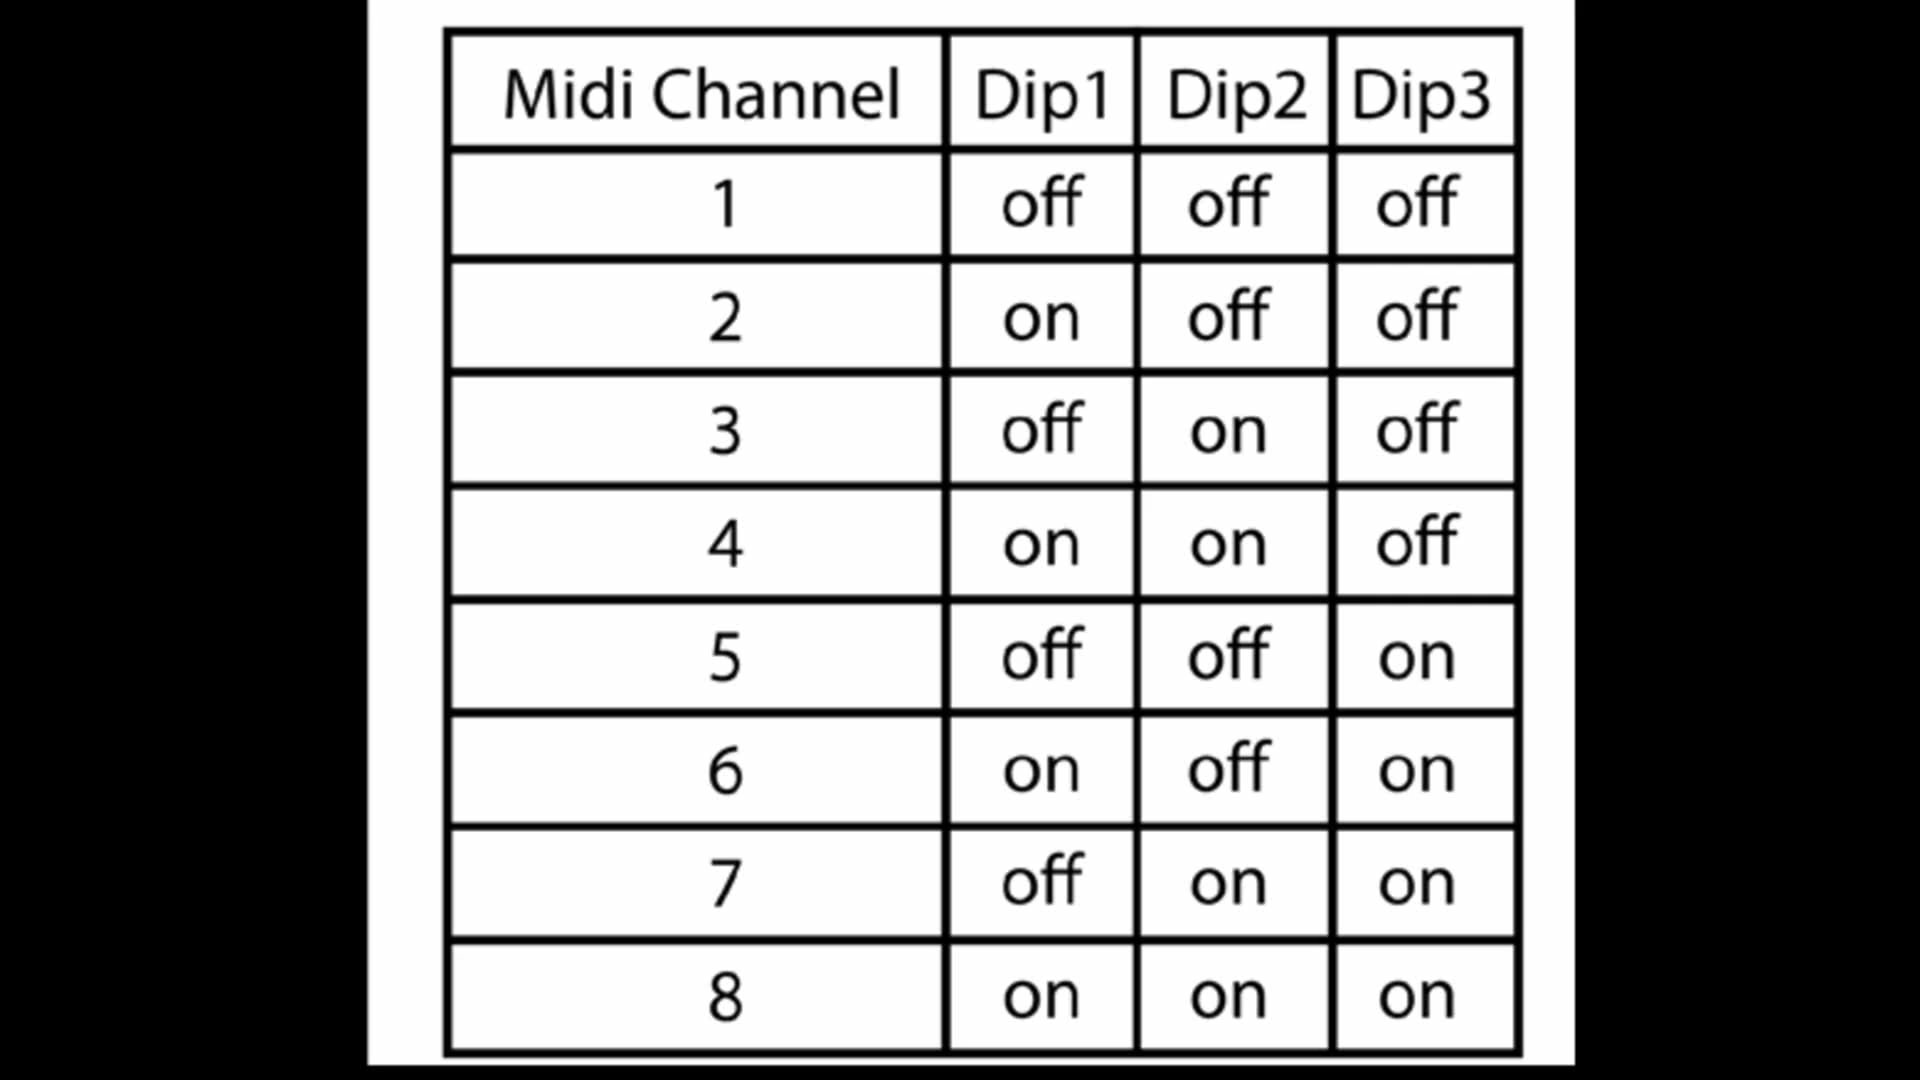 Midi Channel Dip1 Dip2 Dip3
1 off off off
2 on off off
3 off on off
4 on on off
5 off off on
6 on off on
7 off on on
8 on on on